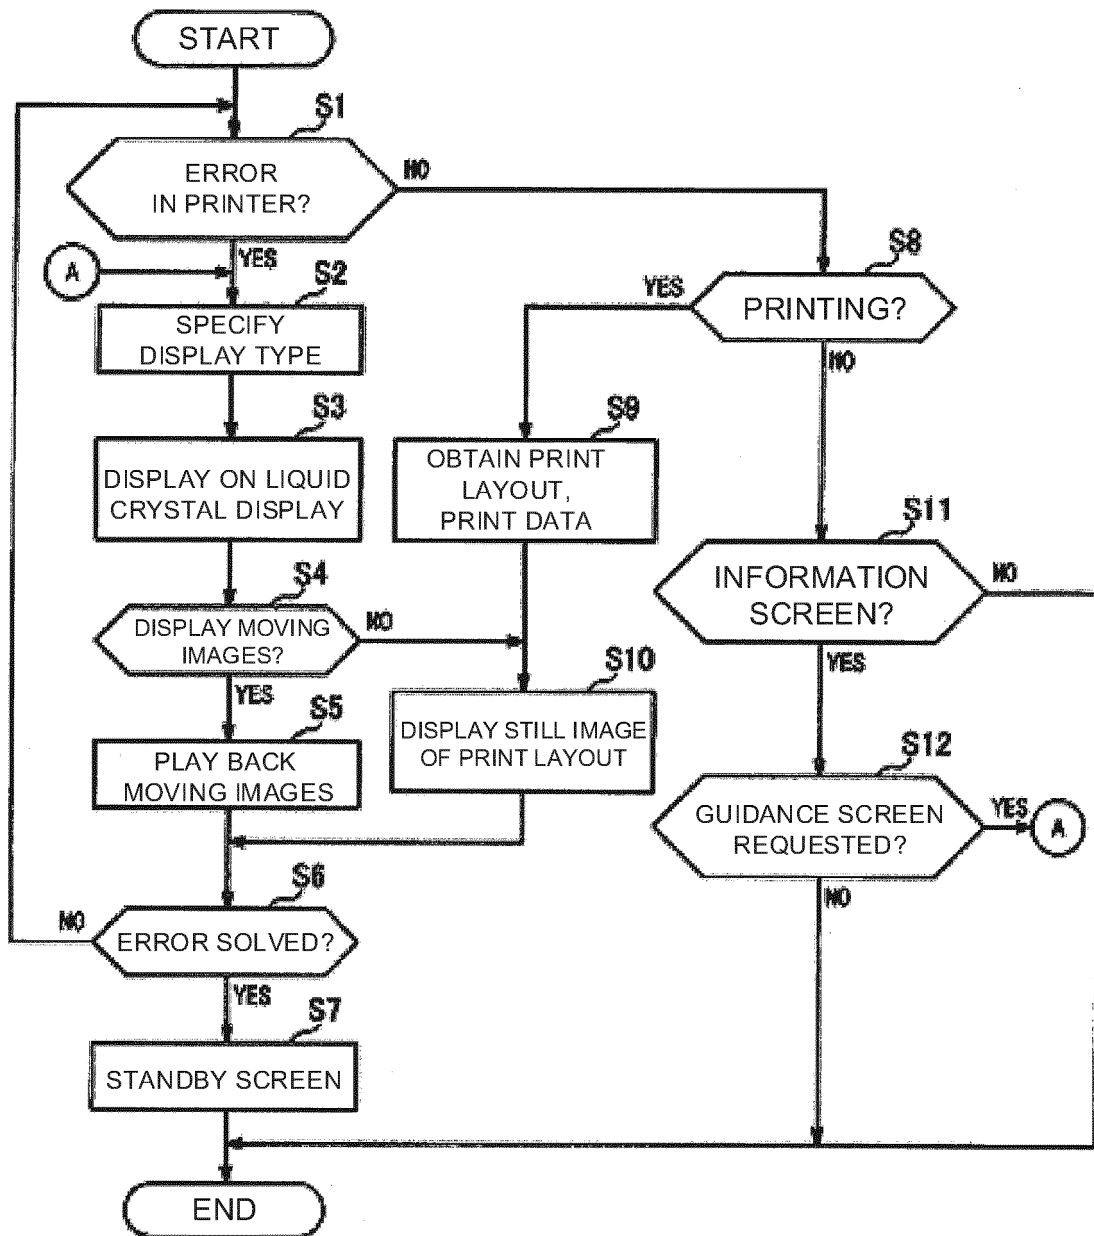 START
S1
ERROR
IN PRINTER?
NO
YES
A
S2
SPECIFY
DISPLAY TYPE
S8
YES
PRINTING?
NO
S3
DISPLAY ON LIQUID
CRYSTAL DISPLAY
S9
OBTAIN PRINT
LAYOUT,
PRINT DATA
S11
INFORMATION
SCREEN?
NO
YES
S4
DISPLAY MOVING
IMAGES?
NO
YES
S10
DISPLAY STILL IMAGE
OF PRINT LAYOUT
S5
PLAY BACK
MOVING IMAGES
S12
GUIDANCE SCREEN
REQUESTED?
YES
A
NO
S6
NO
ERROR SOLVED?
YES
S7
STANDBY SCREEN
END